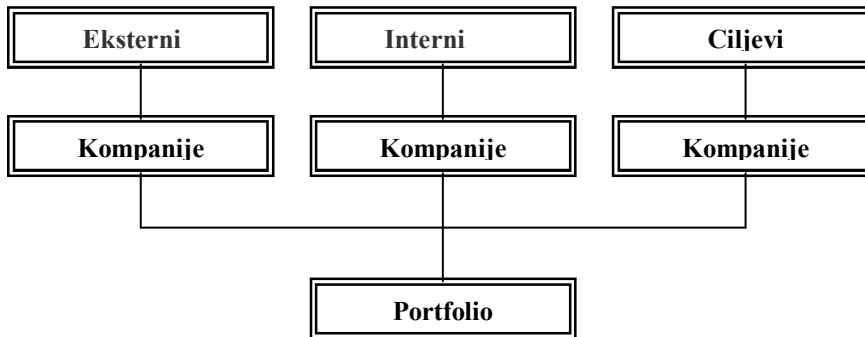 Eksterni
Interni
Ciljevi
Kompanije
Kompanije
Kompanije
Portfolio